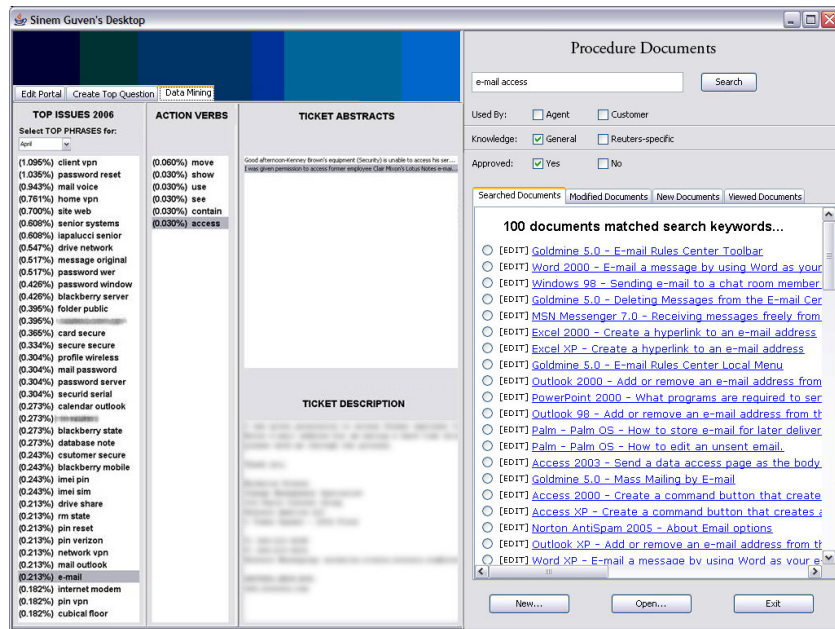 Sinem Guven's Desktop
Edit Portal
Create Top Question
Data Mining
TOP ISSUES 2006
Select TOP PHRASES for:
April
(1.095%) client vpn
(1.035%) password reset
(0.943%) mail voice
(0.761%) home vpn
(0.700%) site web
(0.608%) senior systems
(0.608%) iapalucci senior
(0.547%) drive network
(0.517%) message original
(0.517%) password wer
(0.426%) password window
(0.426%) blackberry server
(0.395%) folder public
(0.395%)
(0.365%) card secure
(0.334%) secure secure
(0.304%) profile wireless
(0.304%) mail password
(0.304%) password server
(0.304%) securid serial
(0.273%) calendar outlook
(0.273%)
(0.273%) blackberry state
(0.273%) database note
(0.243%) csutomer secure
(0.243%) blackberry mobile
(0.243%) imei pin
(0.243%) imei sim
(0.213%) drive share
(0.213%) rm state
(0.213%) pin reset
(0.213%) pin verizon
(0.213%) network vpn
(0.213%) mail outlook
(0.213%) e-mail
(0.182%) internet modem
(0.182%) pin vpn
(0.182%) cubical floor
ACTION VERBS
(0.060%) move
(0.030%) show
(0.030%) use
(0.030%) see
(0.030%) contain
(0.030%) access
TICKET ABSTRACTS
Good afternoon-Kenney Brown's equipment (Security) is unable to access his ser...
I was given permission to access former employee Clair Mixon's Lotus Notes e-mai...
TICKET DESCRIPTION
Procedure Documents
e-mail access
Search
Used By: Agent Customer
Knowledge: General Reuters-specific
Approved: Yes No
Searched Documents
Modified Documents
New Documents
Viewed Documents
100 documents matched search keywords...
[EDIT] Goldmine 5.0 - E-mail Rules Center Toolbar
[EDIT] Word 2000 - E-mail a message by using Word as your
[EDIT] Windows 98 - Sending e-mail to a chat room member
[EDIT] Goldmine 5.0 - Deleting Messages from the E-mail Cer
[EDIT] MSN Messenger 7.0 - Receiving messages freely from
[EDIT] Excel 2000 - Create a hyperlink to an e-mail address
[EDIT] Excel XP - Create a hyperlink to an e-mail address
[EDIT] Goldmine 5.0 - E-mail Rules Center Local Menu
[EDIT] Outlook 2000 - Add or remove an e-mail address from
[EDIT] PowerPoint 2000 - What programs are required to ser
[EDIT] Outlook 98 - Add or remove an e-mail address from th
[EDIT] Palm - Palm OS - How to store e-mail for later deliver
[EDIT] Palm - Palm OS - How to edit an unsent email.
[EDIT] Access 2003 - Send a data access page as the body
[EDIT] Goldmine 5.0 - Mass Mailing by E-mail
[EDIT] Access 2000 - Create a command button that create
[EDIT] Access XP - Create a command button that creates a
[EDIT] Norton AntiSpam 2005 - About Email options
[EDIT] Outlook XP - Add or remove an e-mail address from th
[EDIT] Word XP - E-mail a message by using Word as your e-
New...
Open...
Exit